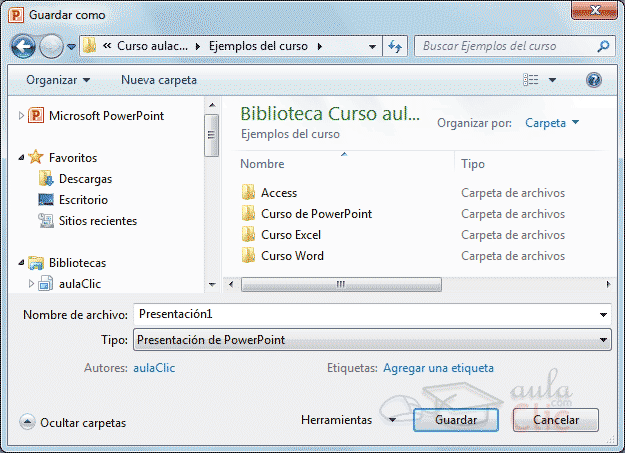 Guardar como
« Curso aulac... Ejemplos del curso
Buscar Ejemplos del curso
Organizar Nueva carpeta
Microsoft PowerPoint
Favoritos
Descargas
Escritorio
Sitios recientes
Bibliotecas
aulaClic
Biblioteca Curso aul...
Ejemplos del curso
Organizar por: Carpeta
Nombre Tipo
Access Carpeta de archivos
Curso de PowerPoint Carpeta de archivos
Curso Excel Carpeta de archivos
Curso Word Carpeta de archivos
Nombre de archivo: Presentación1
Tipo: Presentación de PowerPoint
Autores: aulaClic Etiquetas: Agregar una etiqueta
aula
.com
Clic
Ocultar carpetas Herramientas Guardar Cancelar